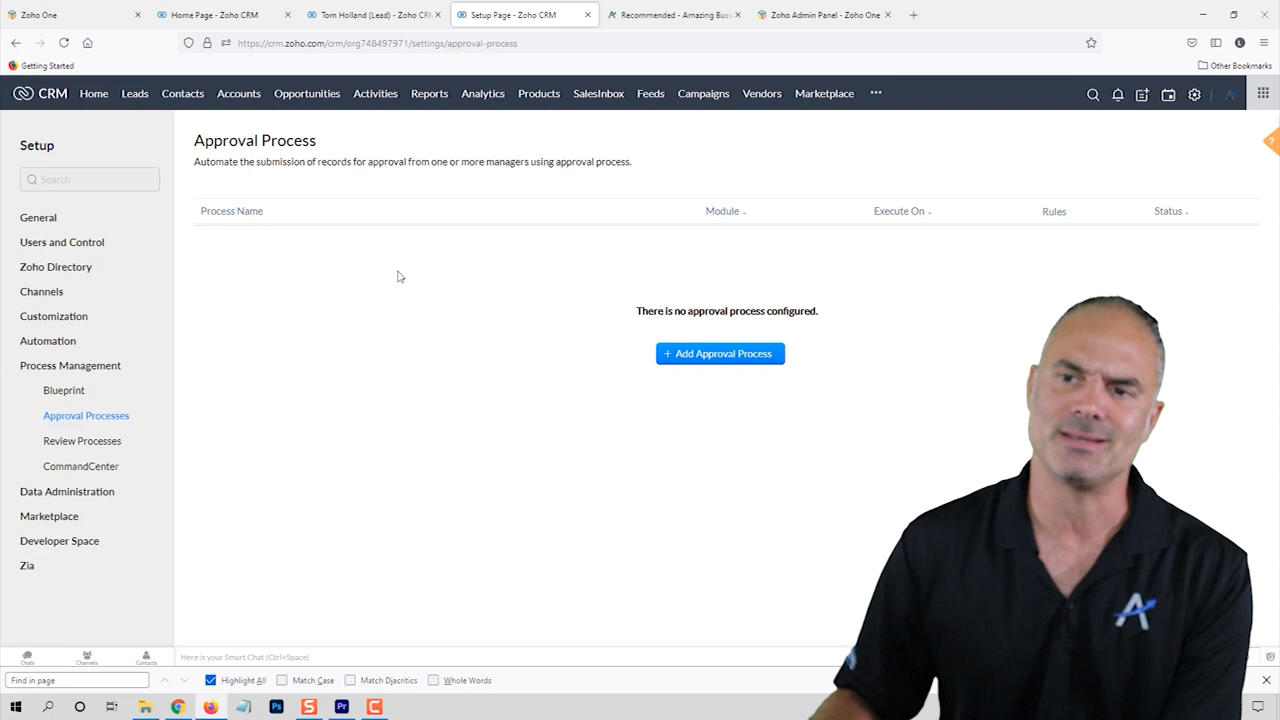 Zoho One
Home Page - Zoho CRM
Tom Holland (Lead) - Zoho CRM
Setup Page - Zoho CRM
Recommended - Amazing Busi
Zoho Admin Panel - Zoho One
https://crm.zoho.com/crm/org748497971/settings/approval-process
Getting Started
Other Bookmarks
CRM Home Leads Contacts Accounts Opportunities Activities Reports Analytics Products SalesInbox Feeds Campaigns Vendors Marketplace •••
Setup
Search
General
Users and Control
Zoho Directory
Channels
Customization
Automation
Process Management
Blueprint
Approval Processes
Review Processes
CommandCenter
Data Administration
Marketplace
Developer Space
Zia
Approval Process
Automate the submission of records for approval from one or more managers using approval process.
Process Name Module Execute On Rules Status
There is no approval process configured.
+ Add Approval Process
?
A
Chats Channels Contacts
Here is your Smart Chat (Ctrl+Space)
Find in page Highlight All Match Case Match Diacritics Whole Words
Ps S Pr C